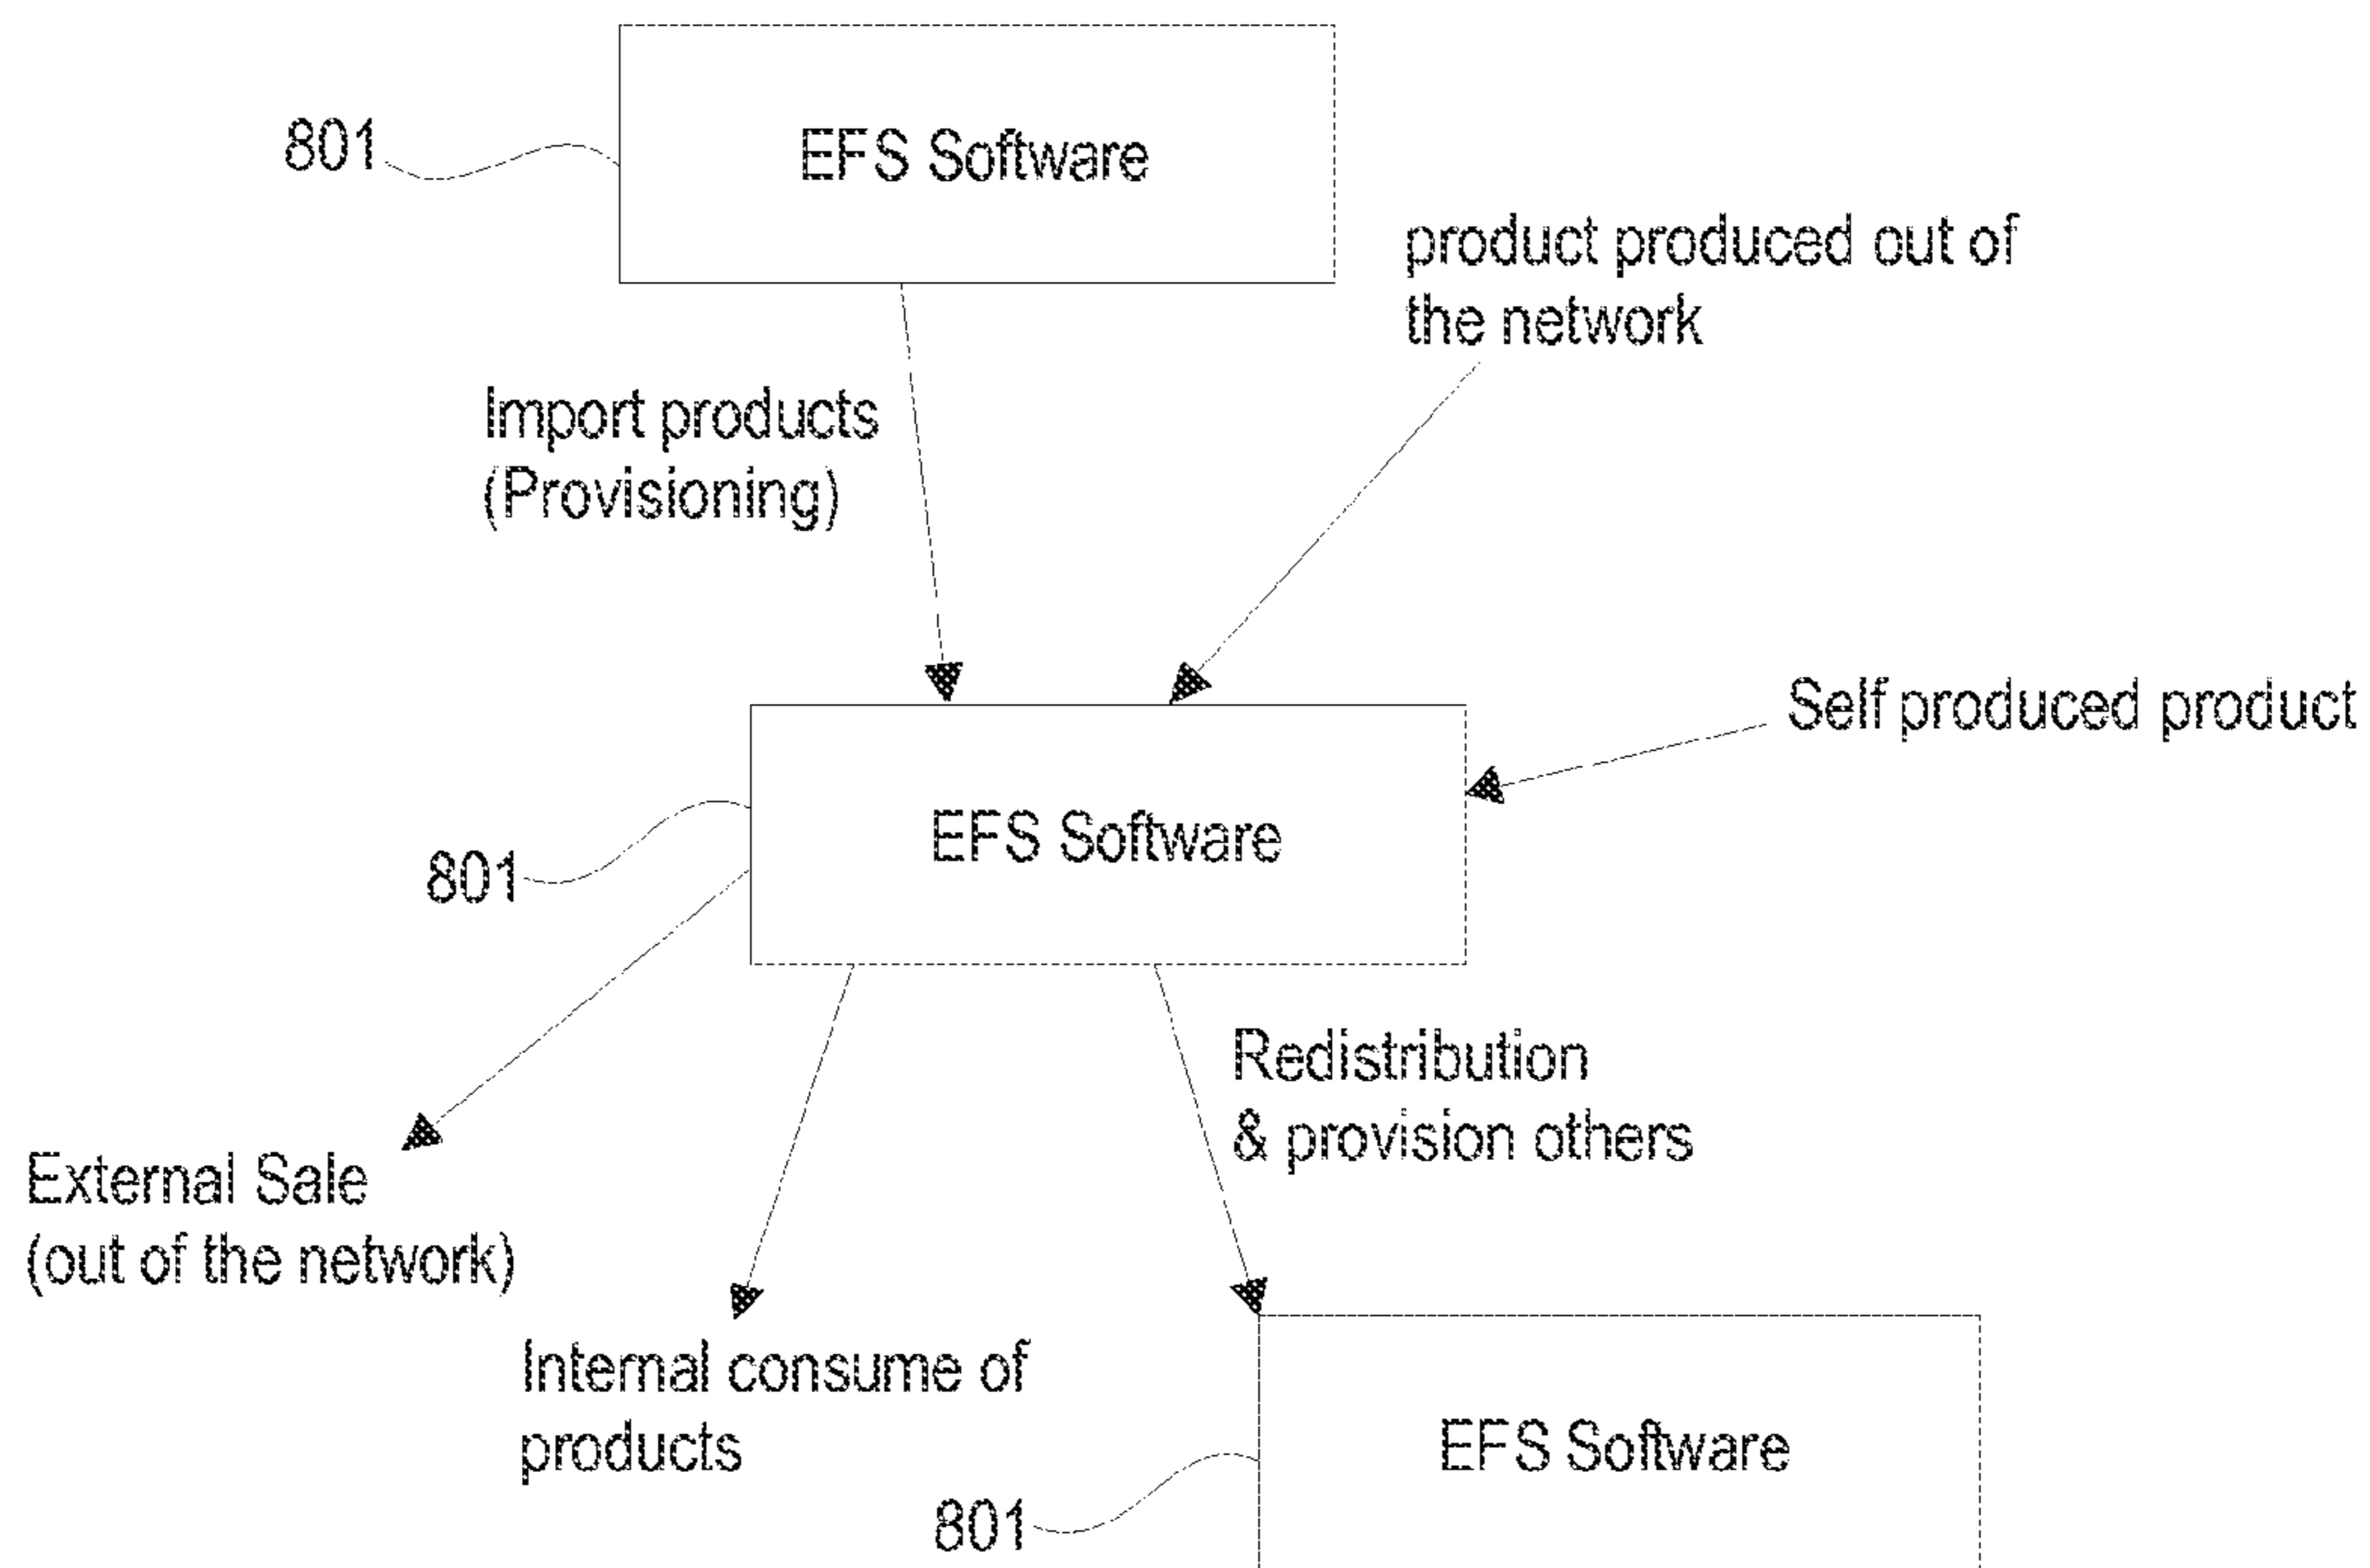 EFS Software
801
product produced out of
the network
Import products
(Provisioning)
Self produced product
EFS Software
801
Redistribution
& provision others
External Sale
(out of the network)
Internal consume of
products
EFS Software
801